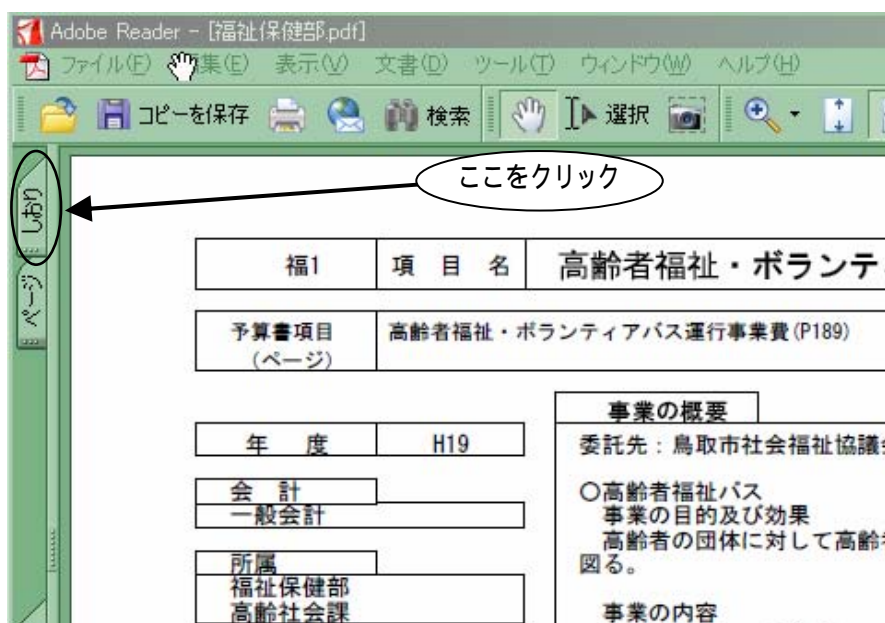 Adobe Reader - [福祉保健部.pdf]
ファイル(F) 集(E) 表示(V) 文書(D) ツール(T) ウィンドウ(W) ヘルプ(H)
コピーを保存 検索 選択
ここをクリック
しおり
ページ
福1 項 目 名 高齢者福祉・ボランテ
予算書項目 高齢者福祉・ボランティアバス運行事業費(P189)
(ページ)
事業の概要
年 度 H19 委託先:鳥取市社会福祉協議
会 計 〇高齢者福祉バス
一般会計 事業の目的及び効果
高齢者の団体に対して高齢
所属 図る。
福祉保健部
高齢社会課 事業の内容